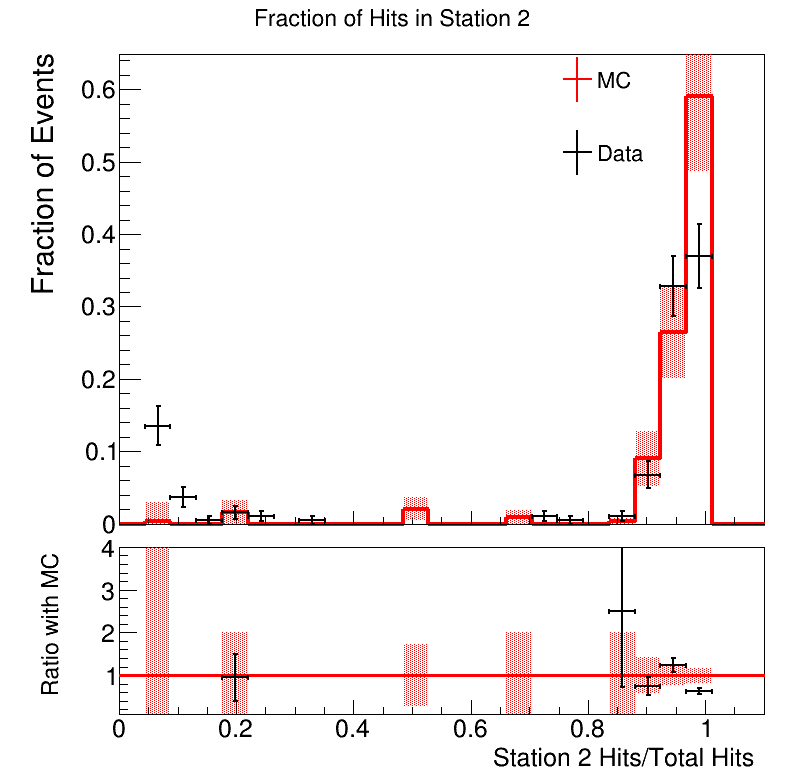 Fraction of Hits in Station 2
Fraction of Events
MC
Data
0.6
0.5
0.4
0.3
0.2
0.1
0
Ratio with MC
4
3
2
1
0 0.2 0.4 0.6 0.8 1
Station 2 Hits/Total Hits